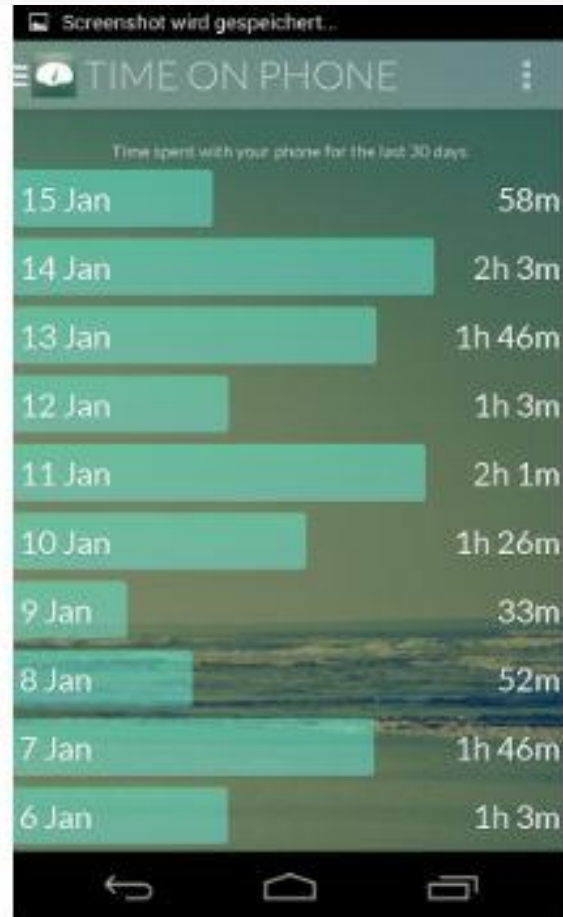 Screenshot wird gespeichert...
TIME ON PHONE
Time spent with your phone for the last 30 days
15 Jan 58m
14 Jan 2h 3m
13 Jan 1h 46m
12 Jan 1h 3m
11 Jan 2h 1m
10 Jan 1h 26m
9 Jan 33m
8 Jan 52m
7 Jan 1h 46m
6 Jan 1h 3m